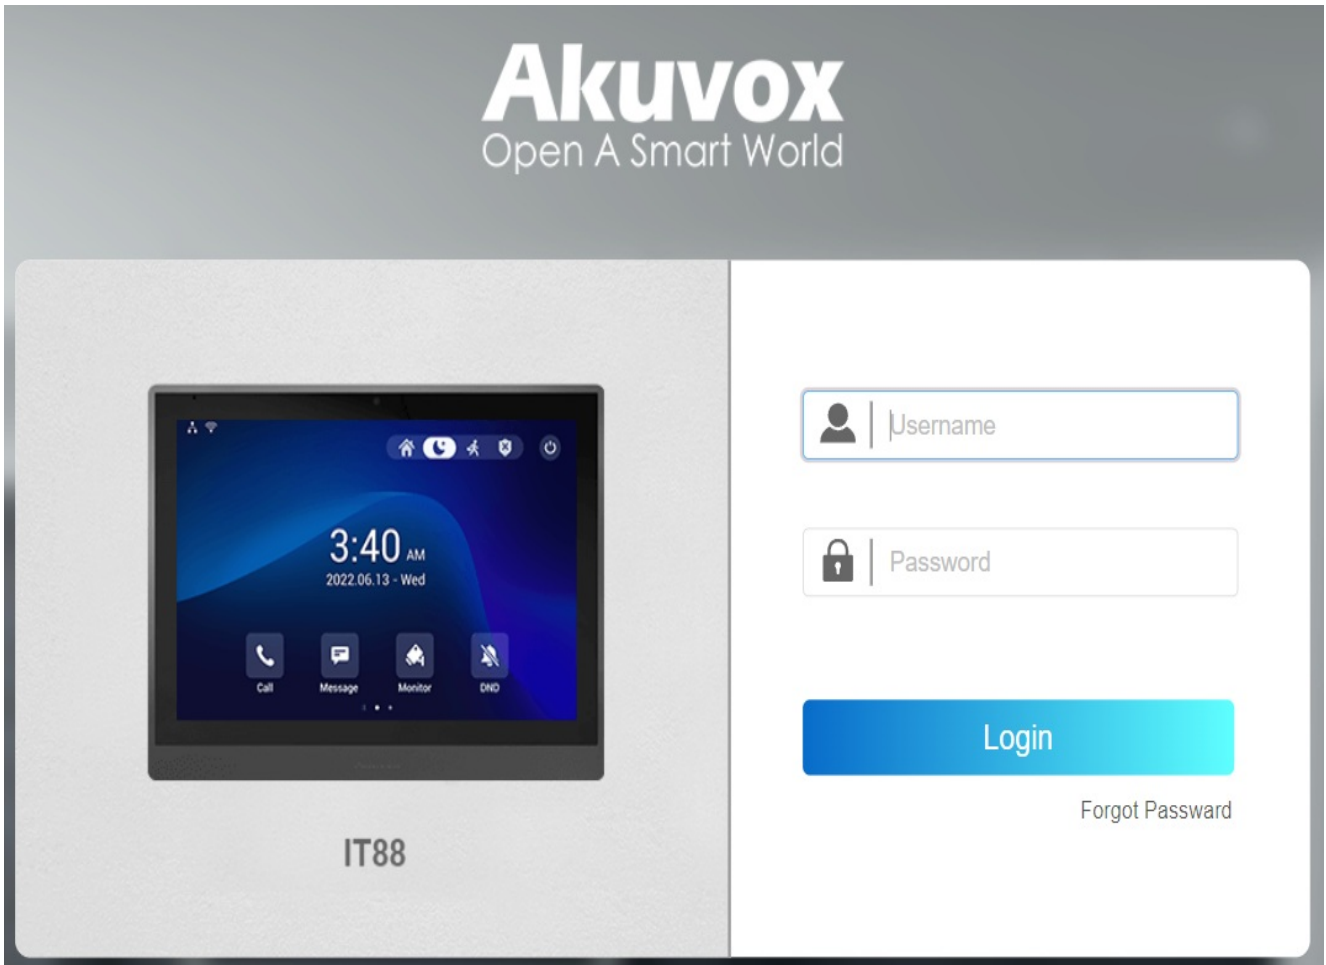 Akuvox
Open A Smart World
3:40 AM
2022.06.13 - Wed
Call Message Monitor DND
IT88
Username
Password
Login
Forgot Passward